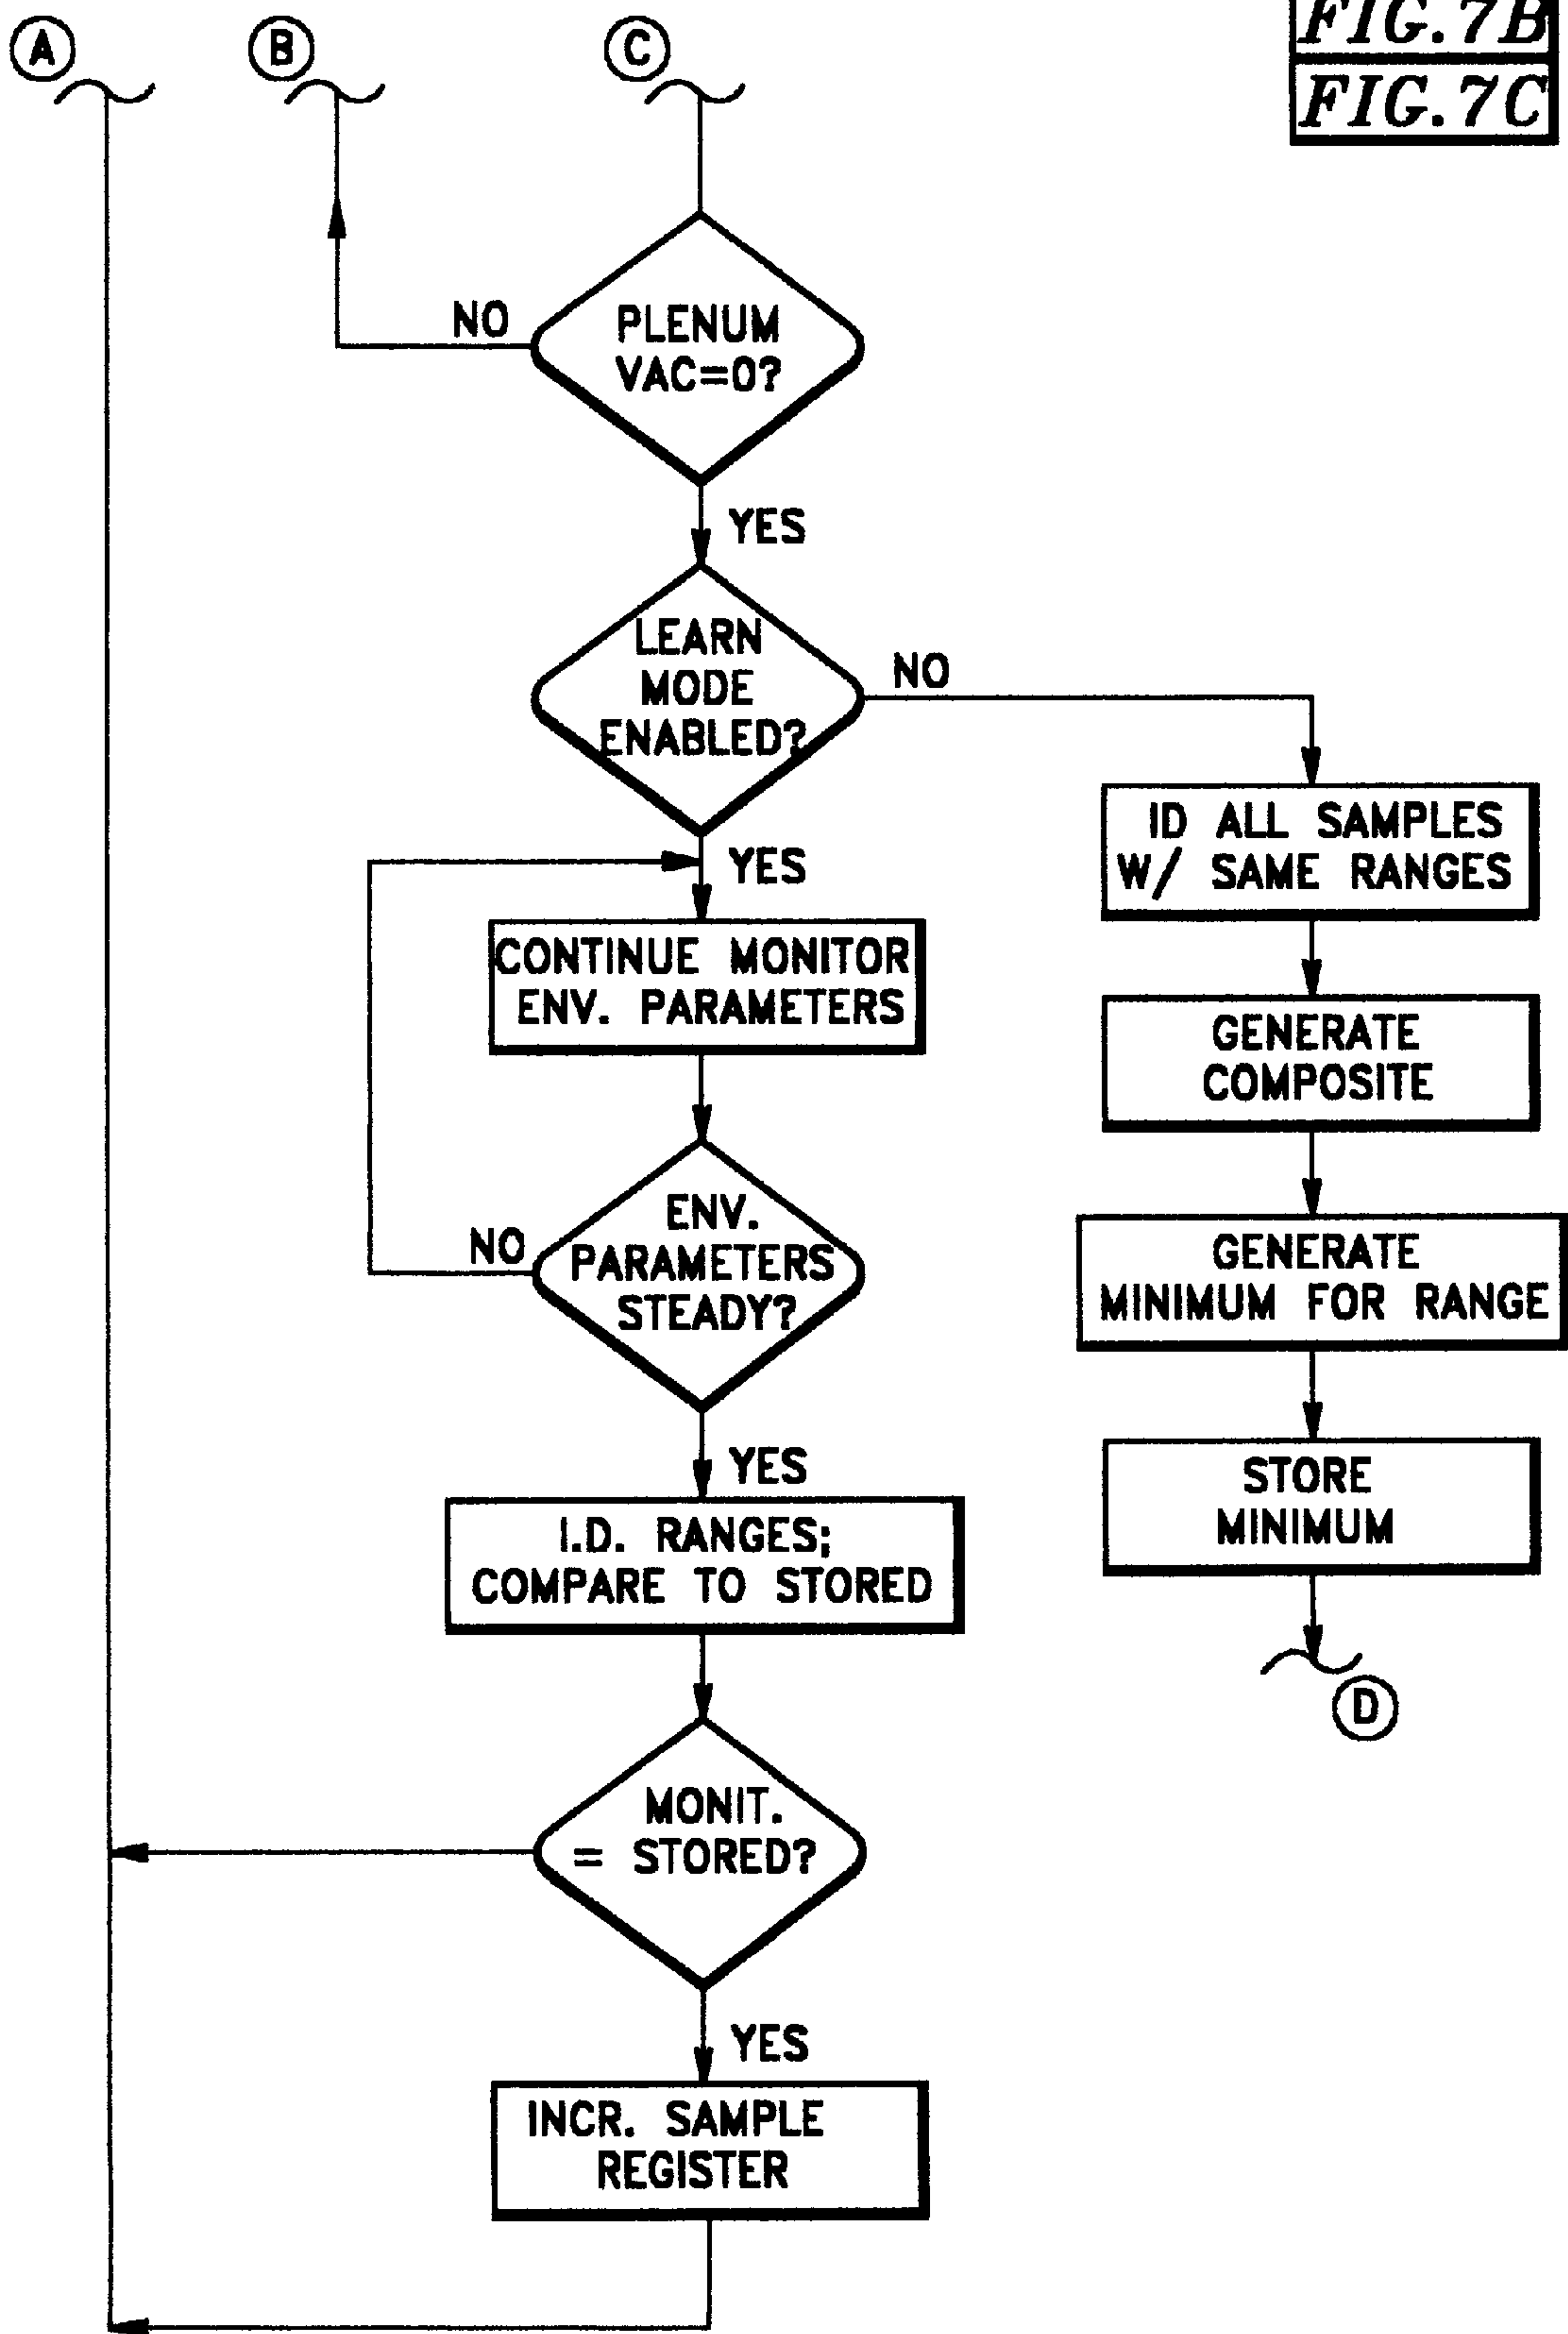 FIG. 7B
FIG. 7C
A
B
C
NO
PLENUM
VAC=0?
YES
LEARN
MODE
ENABLED?
NO
YES
ID ALL SAMPLES
W/ SAME RANGES
CONTINUE MONITOR
ENV. PARAMETERS
GENERATE
COMPOSITE
NO
ENV.
PARAMETERS
STEADY?
GENERATE
MINIMUM FOR RANGE
YES
STORE
MINIMUM
I.D. RANGES;
COMPARE TO STORED
D
MONIT.
= STORED?
YES
INCR. SAMPLE
REGISTER